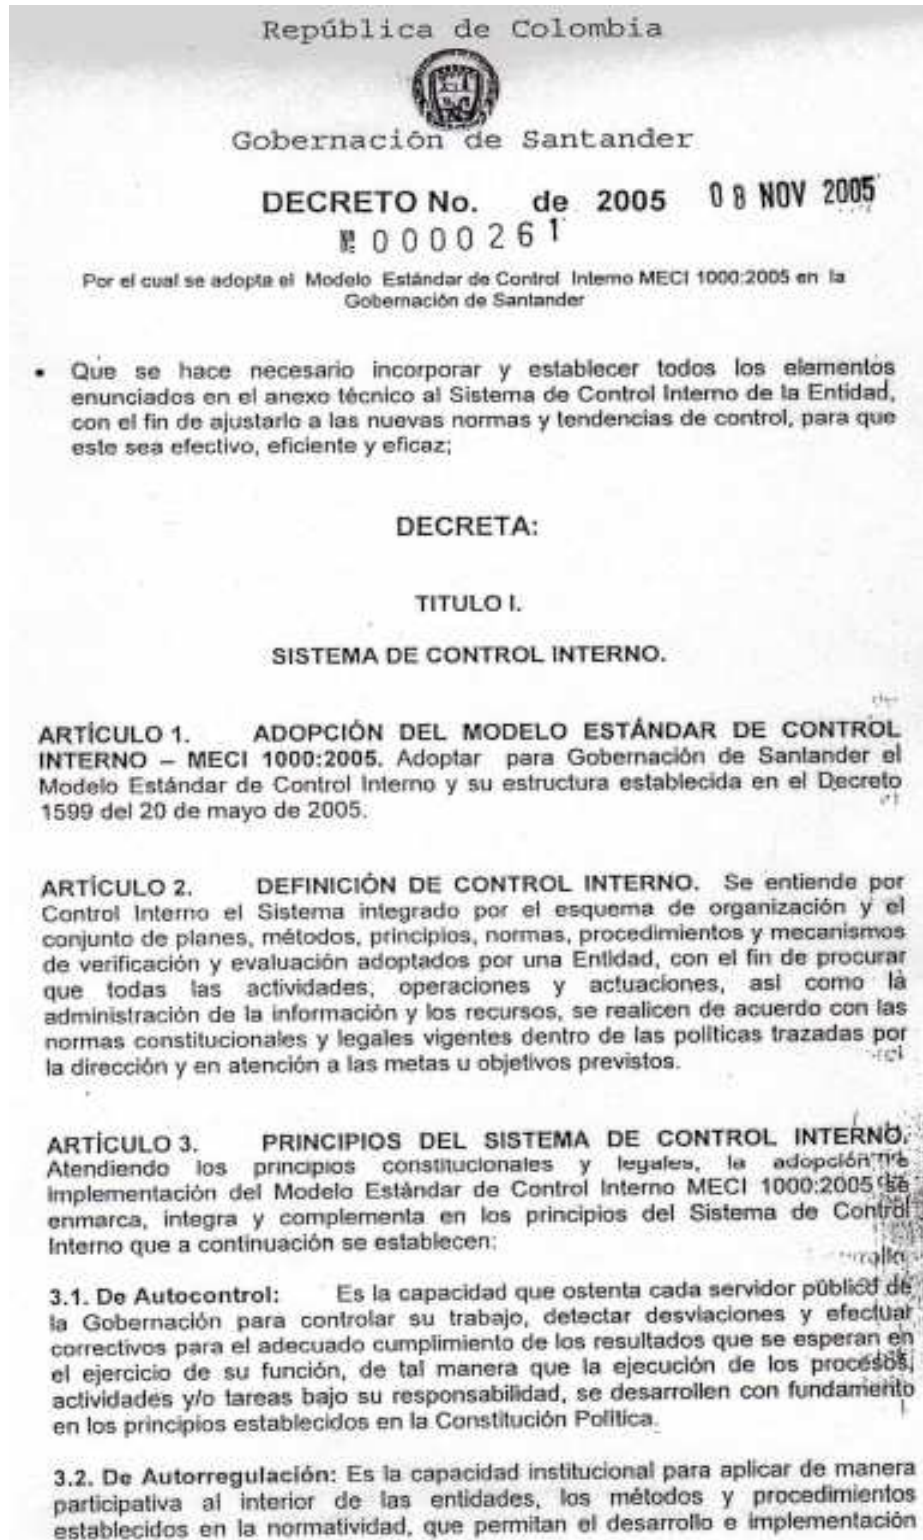 República de Colombia
Gobernación de Santander
DECRETO No. de 2005 08 NOV 2005
№ 0000261
Por el cual se adopta el Modelo Estándar de Control Interno MECI 1000:2005 en la
Gobernación de Santander
• Que se hace necesario incorporar y establecer todos los elementos
enunciados en el anexo técnico al Sistema de Control Interno de la Entidad,
con el fin de ajustarlo a las nuevas normas y tendencias de control, para que
este sea efectivo, eficiente y eficaz;
DECRETA:
TITULO I.
SISTEMA DE CONTROL INTERNO.
ARTÍCULO 1. ADOPCIÓN DEL MODELO ESTÁNDAR DE CONTROL
INTERNO – MECI 1000:2005. Adoptar para Gobernación de Santander el
Modelo Estándar de Control Interno y su estructura establecida en el Decreto
1599 del 20 de mayo de 2005.
ARTÍCULO 2. DEFINICIÓN DE CONTROL INTERNO. Se entiende por
Control Interno el Sistema integrado por el esquema de organización y el
conjunto de planes, métodos, principios, normas, procedimientos y mecanismos
de verificación y evaluación adoptados por una Entidad, con el fin de procurar
que todas las actividades, operaciones y actuaciones, así como la
administración de la información y los recursos, se realicen de acuerdo con las
normas constitucionales y legales vigentes dentro de las políticas trazadas por
la dirección y en atención a las metas u objetivos previstos.
ARTÍCULO 3. PRINCIPIOS DEL SISTEMA DE CONTROL INTERNO.
Atendiendo los principios constitucionales y legales, la adopción
implementación del Modelo Estándar de Control Interno MECI 1000:2005 se
enmarca, integra y complementa en los principios del Sistema de Control
Interno que a continuación se establecen:
3.1. De Autocontrol: Es la capacidad que ostenta cada servidor público de
la Gobernación para controlar su trabajo, detectar desviaciones y efectuar
correctivos para el adecuado cumplimiento de los resultados que se esperan en
el ejercicio de su función, de tal manera que la ejecución de los procesos,
actividades y/o tareas bajo su responsabilidad, se desarrollen con fundamento
en los principios establecidos en la Constitución Política.
3.2. De Autorregulación: Es la capacidad institucional para aplicar de manera
participativa al interior de las entidades, los métodos y procedimientos
establecidos en la normatividad, que permitan el desarrollo e implementación